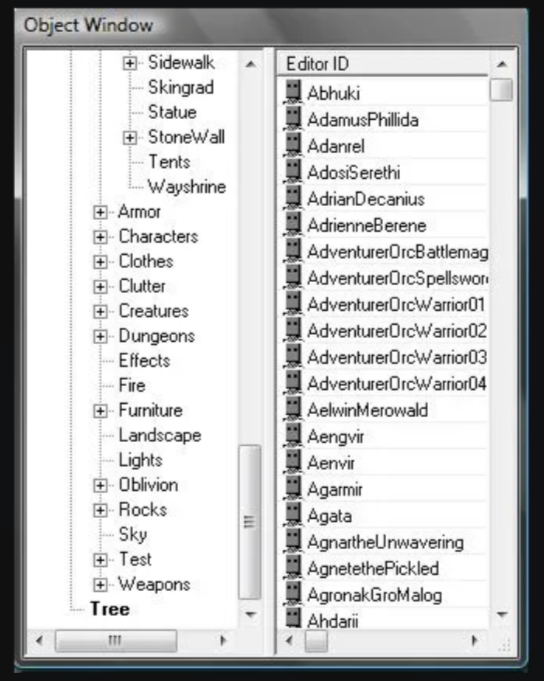 Object Window
Sidewalk
Skingrad
Statue
StoneWall
Tents
Wayshrine
Armor
Characters
Clothes
Clutter
Creatures
Dungeons
Effects
Fire
Furniture
Landscape
Lights
Oblivion
Rocks
Sky
Test
Weapons
Tree
Editor ID
Abhuki
AdamusPhillida
Adanrel
AdosiSerethi
AdrianDecanius
AdrienneBerene
AdventurerOrcBattlemag
AdventurerOrcSpellswor
AdventurerOrcWarrior01
AdventurerOrcWarrior02
AdventurerOrcWarrior03
AdventurerOrcWarrior04
AelwinMerowald
Aengvir
Aenvir
Agarmir
Agata
AgnartheUnwavering
AgnetethePickled
AgronakGroMalog
Ahdarii